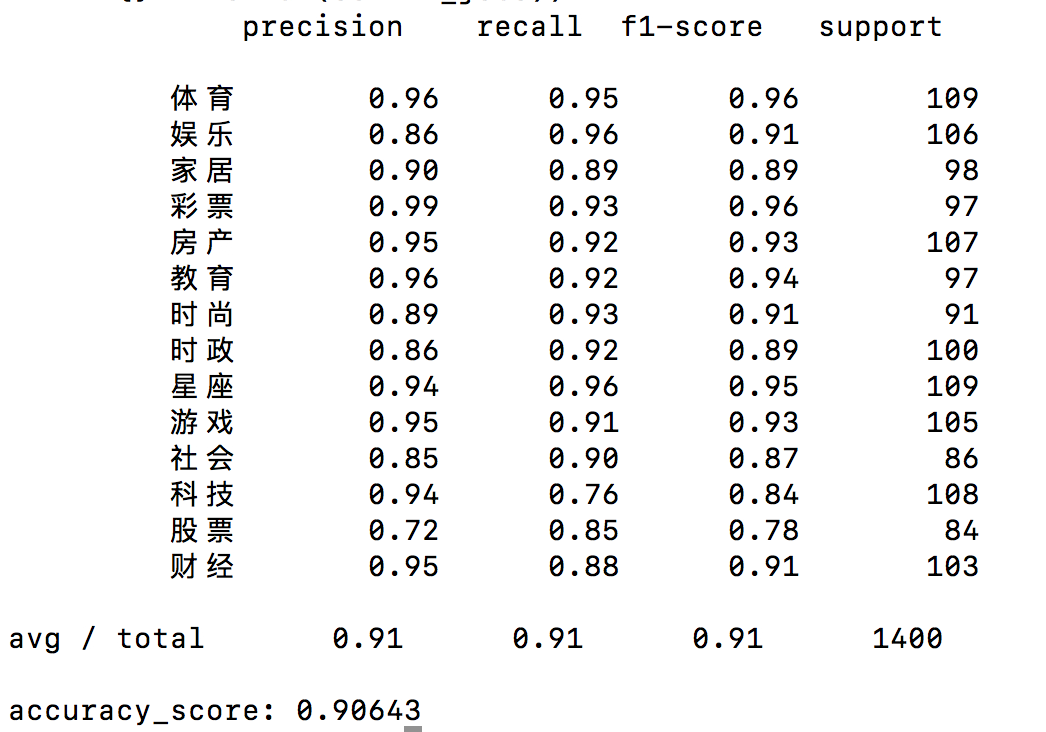 precision recall f1-score support
体育 0.96 0.95 0.96 109
娱乐 0.86 0.96 0.91 106
家居 0.90 0.89 0.89 98
彩票 0.99 0.93 0.96 97
房产 0.95 0.92 0.93 107
教育 0.96 0.92 0.94 97
时尚 0.89 0.93 0.91 91
时政 0.86 0.92 0.89 100
星座 0.94 0.96 0.95 109
游戏 0.95 0.91 0.93 105
社会 0.85 0.90 0.87 86
科技 0.94 0.76 0.84 108
股票 0.72 0.85 0.78 84
财经 0.95 0.88 0.91 103
avg / total 0.91 0.91 0.91 1400
accuracy_score: 0.90643